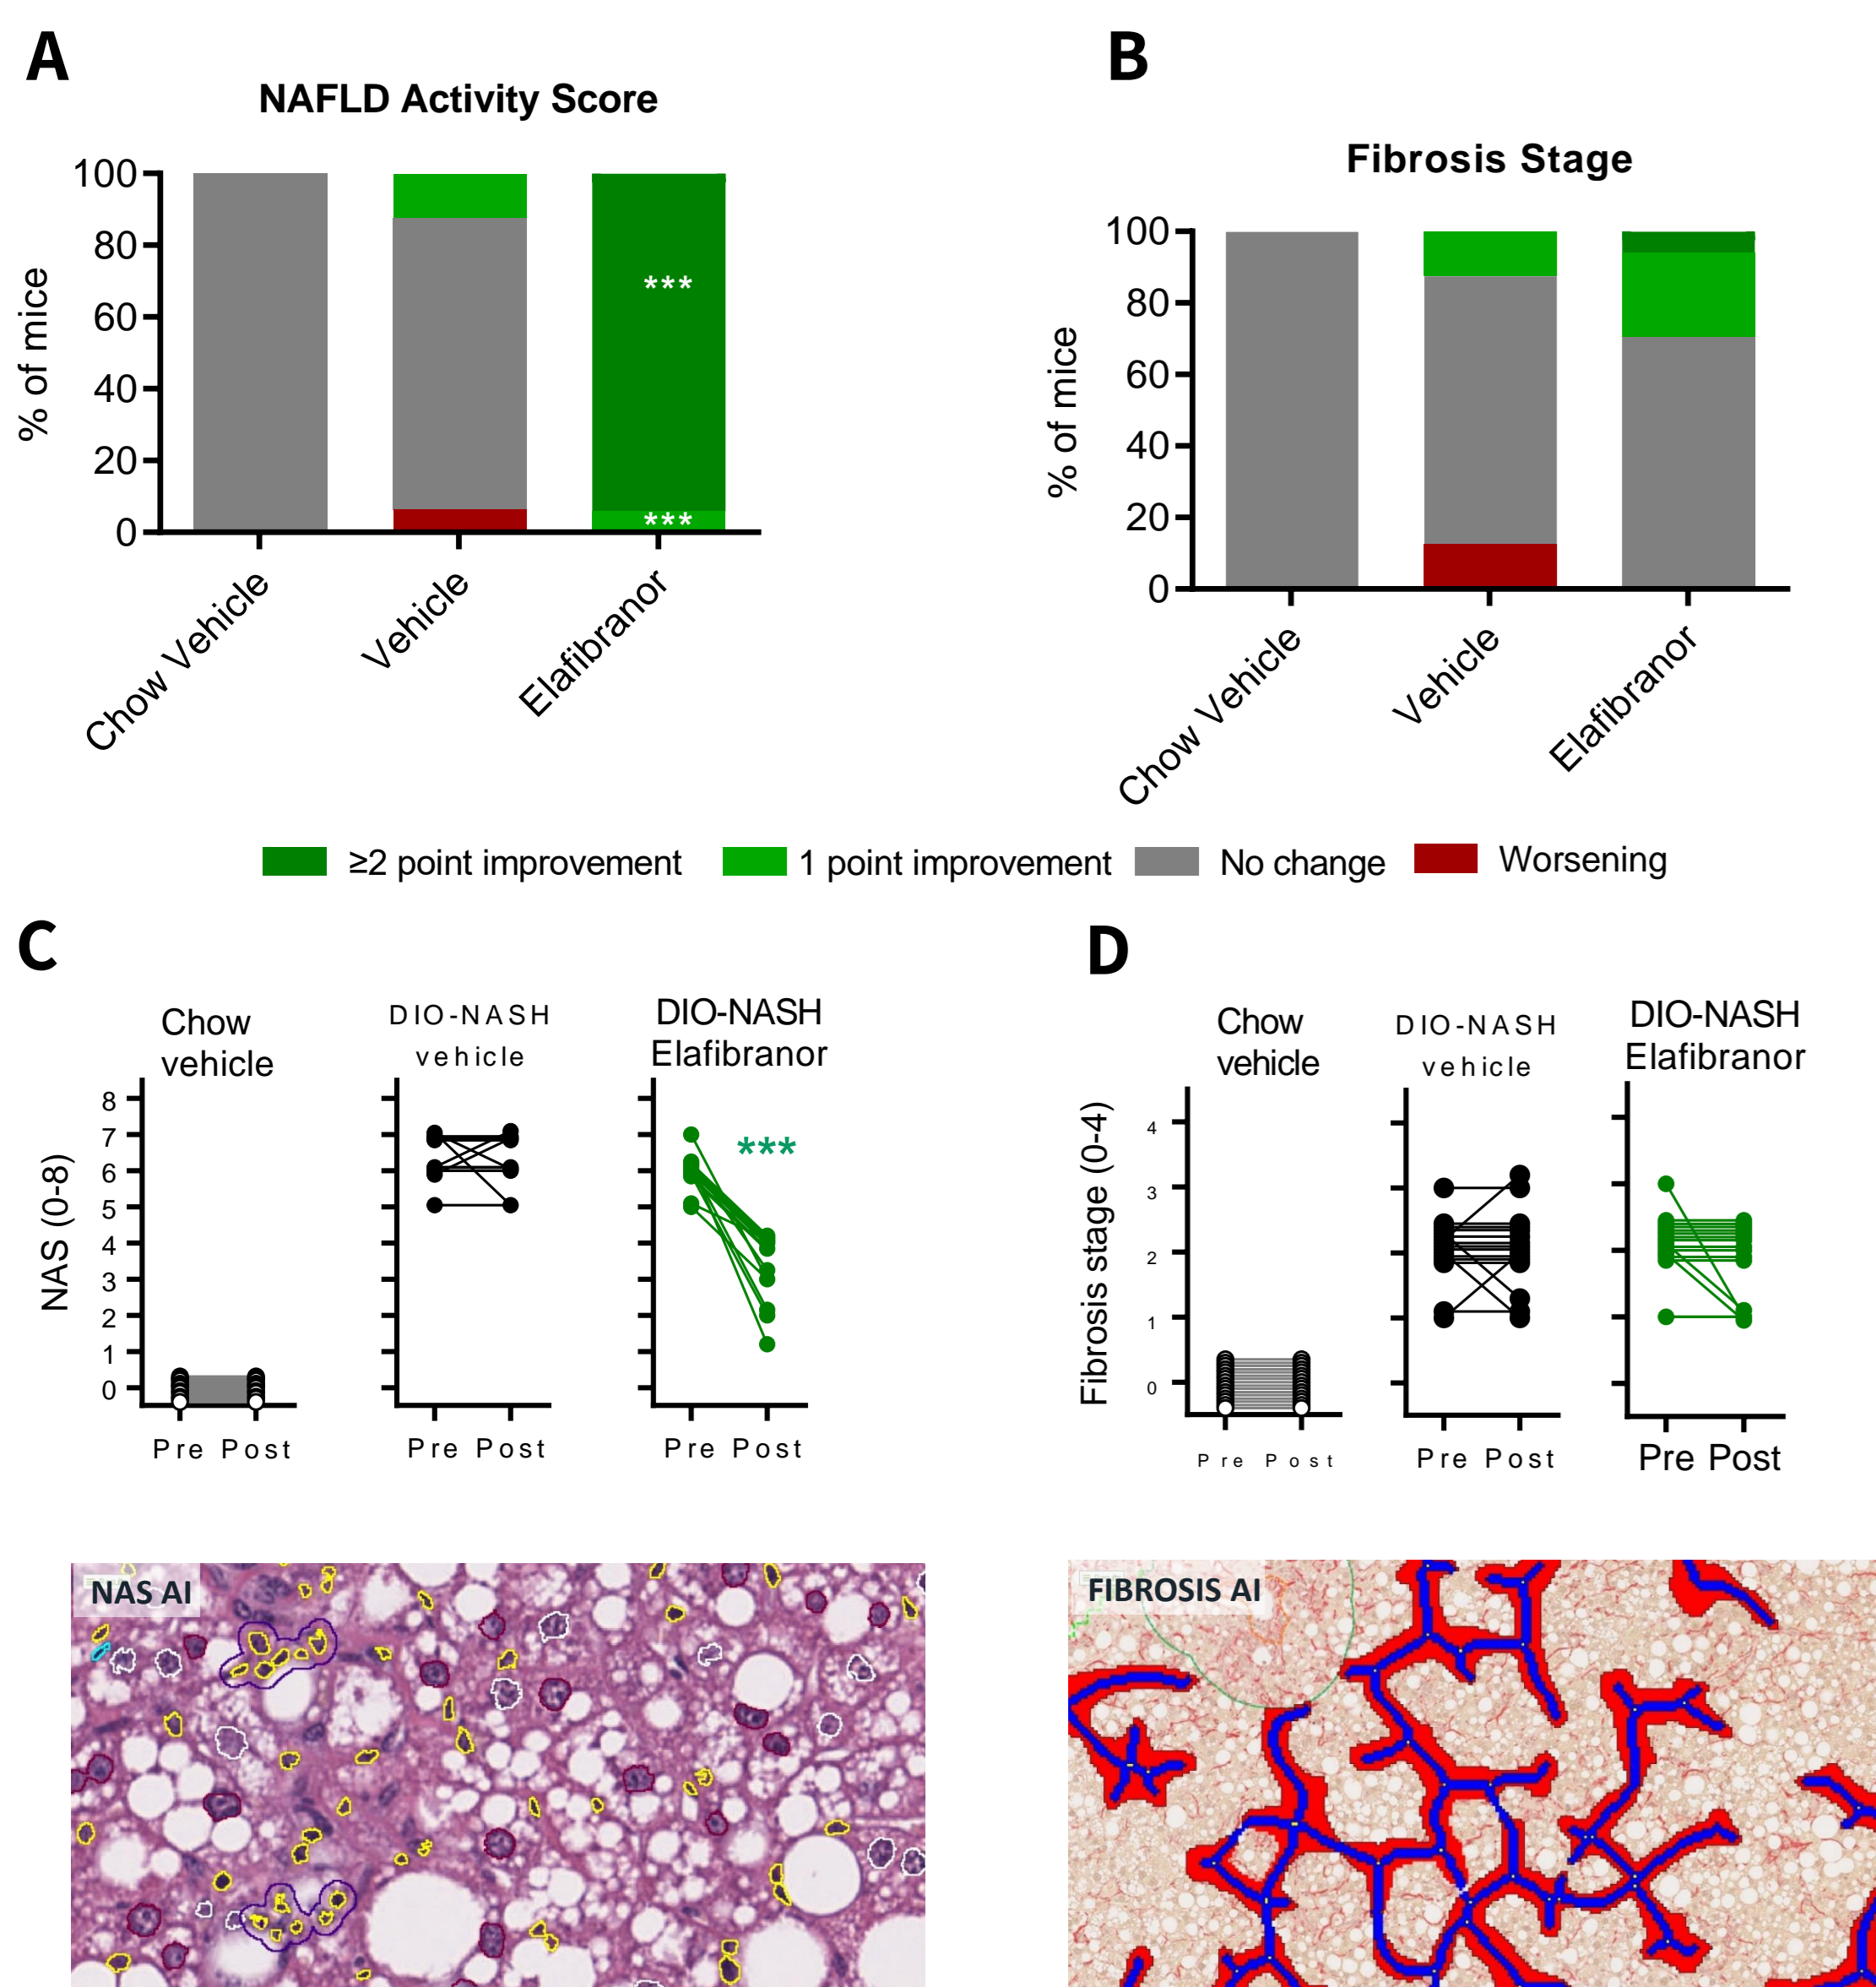 A
NAFLD Activity Score
% of mice
100
80
60
40
20
0
***
***
Chow Vehicle
Vehicle
Elafibranor
B
Fibrosis Stage
% of mice
100
80
60
40
20
0
Chow Vehicle
Vehicle
Elafibranor
≥2 point improvement
1 point improvement
No change
Worsening
C
NAS (0-8)
8
7
6
5
4
3
2
1
0
Chow
vehicle
Pre Post
DIO-NASH
vehicle
Pre Post
DIO-NASH
Elafibranor
***
Pre Post
D
Fibrosis stage (0-4)
4
3
2
1
0
Chow
vehicle
Pre Post
DIO-NASH
vehicle
Pre Post
DIO-NASH
Elafibranor
Pre Post
NAS AI
FIBROSIS AI